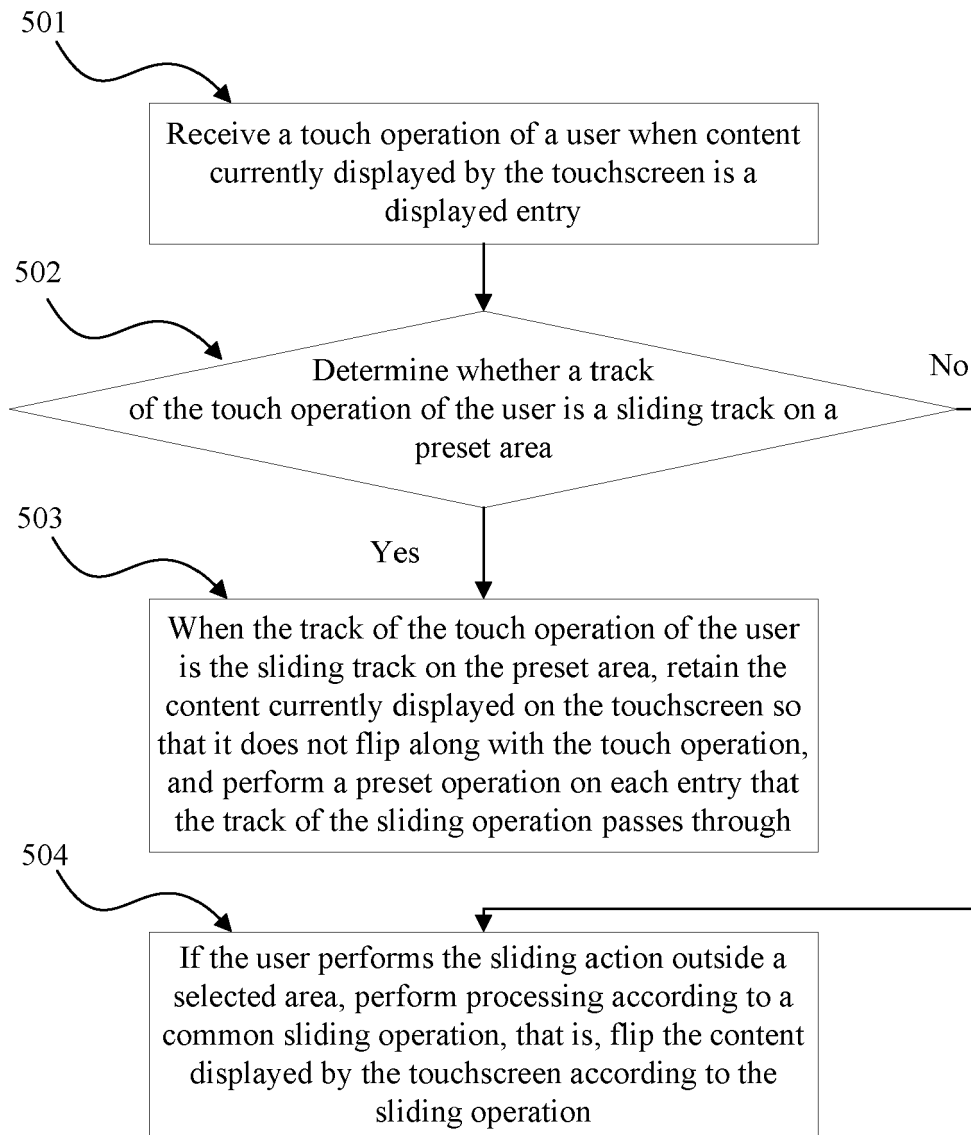 501
Receive a touch operation of a user when content
currently displayed by the touchscreen is a
displayed entry
502
Determine whether a track
of the touch operation of the user is a sliding track on a
preset area
No
503
Yes
When the track of the touch operation of the user
is the sliding track on the preset area, retain the
content currently displayed on the touchscreen so
that it does not flip along with the touch operation,
and perform a preset operation on each entry that
the track of the sliding operation passes through
504
If the user performs the sliding action outside a
selected area, perform processing according to a
common sliding operation, that is, flip the content
displayed by the touchscreen according to the
sliding operation